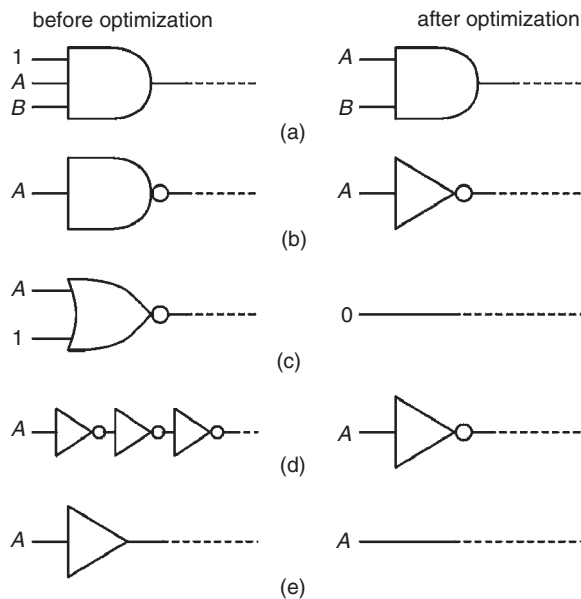 before optimization
after optimization
1
A
B
A
B
(a)
A
A
(b)
A
1
0
(c)
A
A
(d)
A
A
(e)